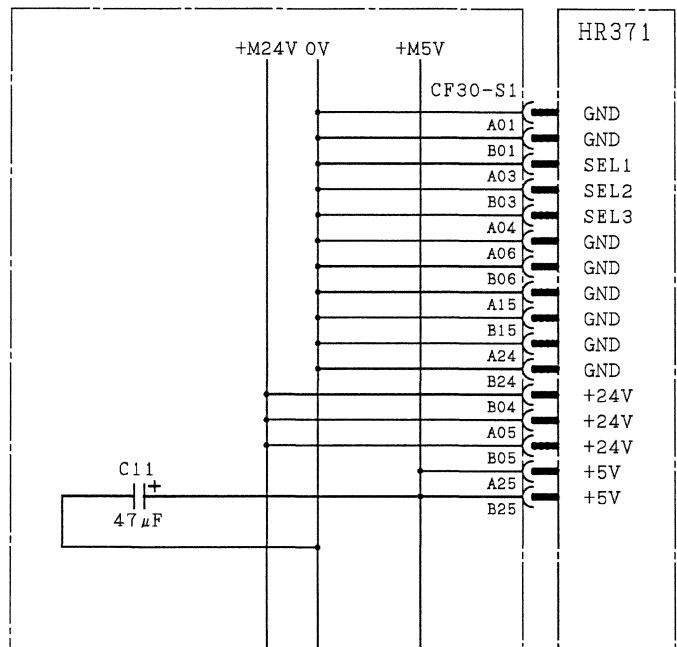 HR371
+M24V 0V +M5V
CF30-S1
GND
A01
GND
B01
SEL1
A03
SEL2
B03
SEL3
A04
GND
A06
GND
B06
GND
A15
GND
B15
GND
A24
GND
B24
+24V
B04
+24V
A05
+24V
B05
+5V
A25
+5V
B25
C11
+
47μF